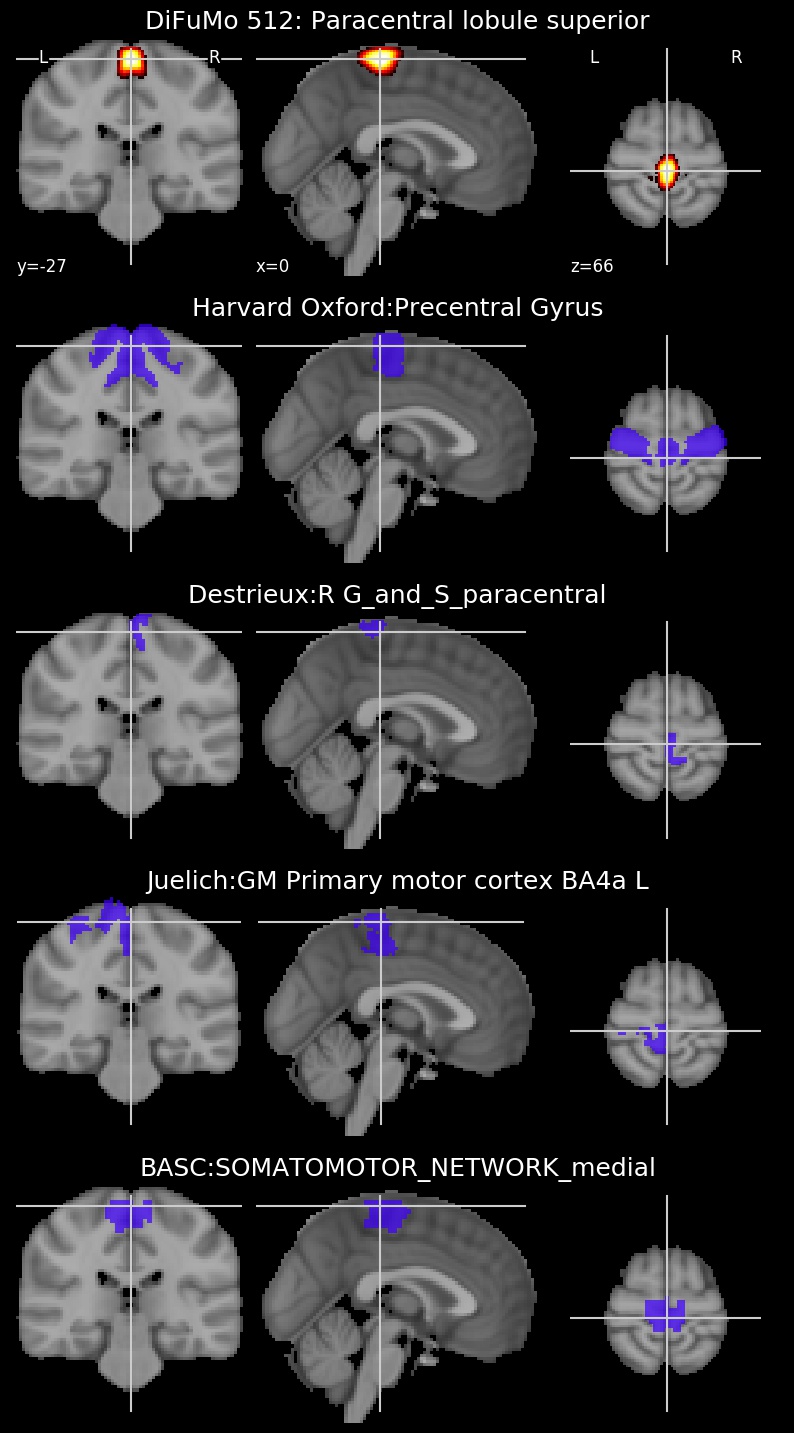 DiFuMo 512: Paracentral lobule superior
L R L R
y=-27 x=0 z=66
Harvard Oxford:Precentral Gyrus
Destrieux:R G_and_S_paracentral
Juelich:GM Primary motor cortex BA4a L
BASC:SOMATOMOTOR_NETWORK_medial